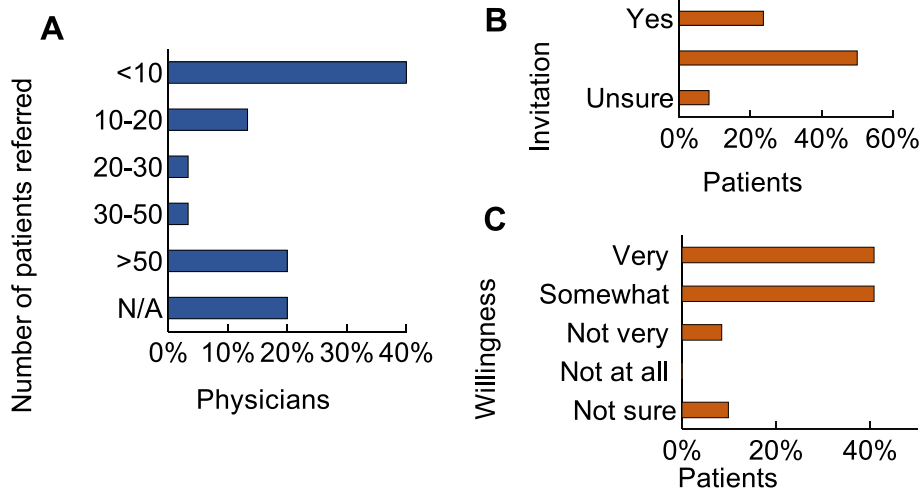 A
Number of patients referred
<10
10-20
20-30
30-50
>50
N/A
0% 10% 20% 30% 40%
Physicians
B
Invitation
Yes
Unsure
0% 20% 40% 60%
Patients
C
Willingness
Very
Somewhat
Not very
Not at all
Not sure
0% 20% 40%
Patients